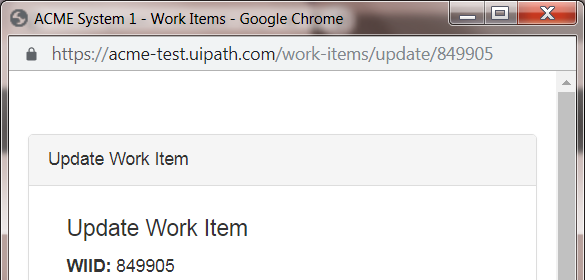 ACME System 1 - Work Items - Google Chrome
https://acme-test.uipath.com/work-items/update/849905
Update Work Item
Update Work Item
WIID: 849905